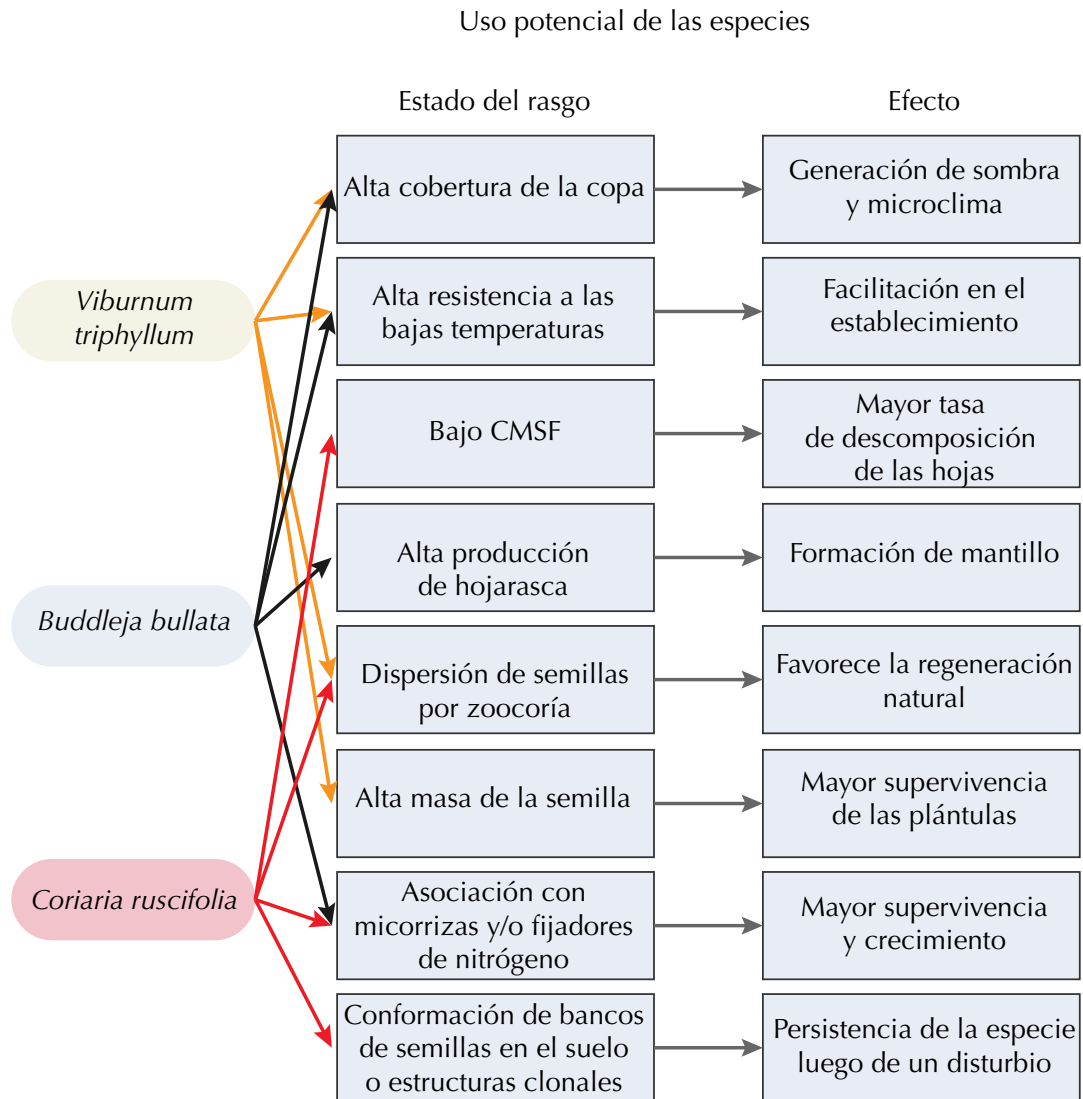 Uso potencial de las especies
Estado del rasgo
Efecto
Viburnum
triphyllum
Buddleja bullata
Coriaria ruscifolia
Alta cobertura de la copa
Generación de sombra
y microclima
Alta resistencia a las
bajas temperaturas
Facilitación en el
establecimiento
Bajo CMSF
Mayor tasa
de descomposición
de las hojas
Alta producción
de hojarasca
Formación de mantillo
Dispersión de semillas
por zoocoría
Favorece la regeneración
natural
Alta masa de la semilla
Mayor supervivencia
de las plántulas
Asociación con
micorrizas y/o fijadores
de nitrógeno
Mayor supervivencia
y crecimiento
Conformación de bancos
de semillas en el suelo
o estructuras clonales
Persistencia de la especie
luego de un disturbio